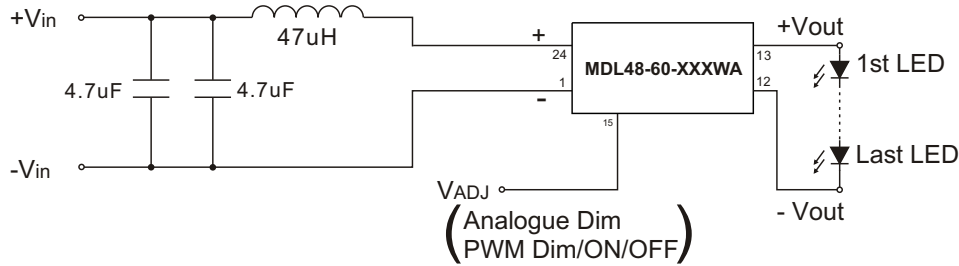 +Vin
47uH
4.7uF
4.7uF
-Vin
+
24
1
-
MDL48-60-XXXWA
13
12
15
+Vout
1st LED
Last LED
- Vout
VADJ
(Analogue Dim
PWM Dim/ON/OFF)